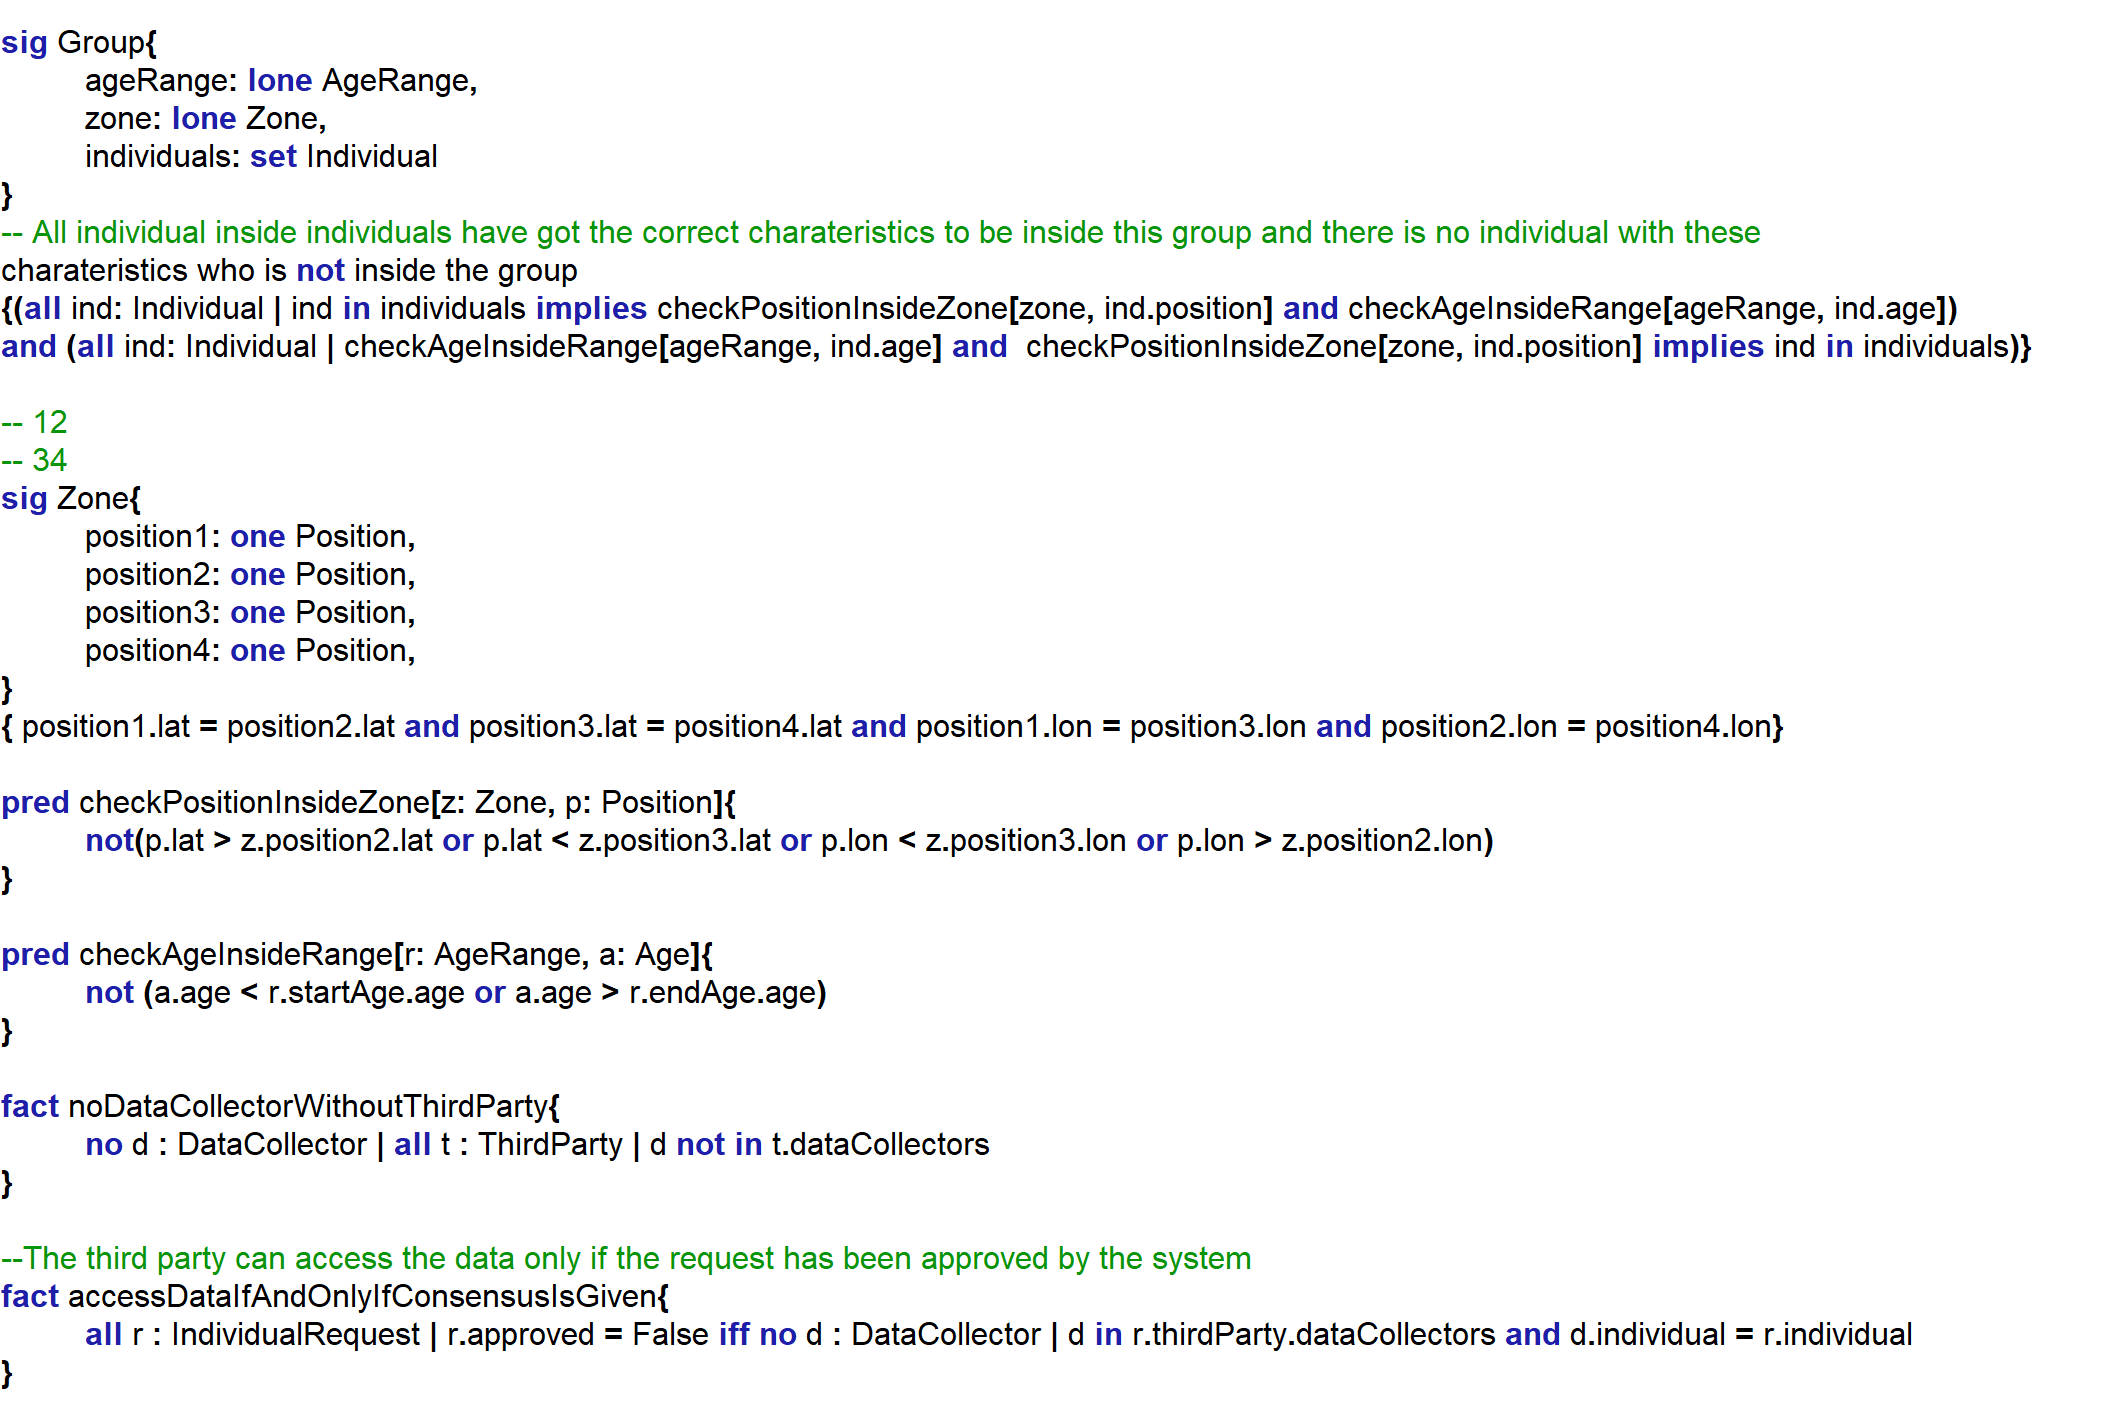 sig Group{
ageRange: lone AgeRange,
zone: lone Zone,
individuals: set Individual
}
-- All individual inside individuals have got the correct charateristics to be inside this group and there is no individual with these
charateristics who is not inside the group
{(all ind: Individual | ind in individuals implies checkPositionInsideZone[zone, ind.position] and checkAgeInsideRange[ageRange, ind.age])
and (all ind: Individual | checkAgeInsideRange[ageRange, ind.age] and  checkPositionInsideZone[zone, ind.position] implies ind in individuals)}
-- 12
-- 34
sig Zone{
position1: one Position,
position2: one Position,
position3: one Position,
position4: one Position,
}
{ position1.lat = position2.lat and position3.lat = position4.lat and position1.lon = position3.lon and position2.lon = position4.lon}
pred checkPositionInsideZone[z: Zone, p: Position]{
not(p.lat > z.position2.lat or p.lat < z.position3.lat or p.lon < z.position3.lon or p.lon > z.position2.lon)
}
pred checkAgeInsideRange[r: AgeRange, a: Age]{
not (a.age < r.startAge.age or a.age > r.endAge.age)
}
fact noDataCollectorWithoutThirdParty{
no d : DataCollector | all t : ThirdParty | d not in t.dataCollectors
}
--The third party can access the data only if the request has been approved by the system
fact accessDataIfAndOnlyIfConsensusIsGiven{
all r : IndividualRequest | r.approved = False iff no d : DataCollector | d in r.thirdParty.dataCollectors and d.individual = r.individual
}